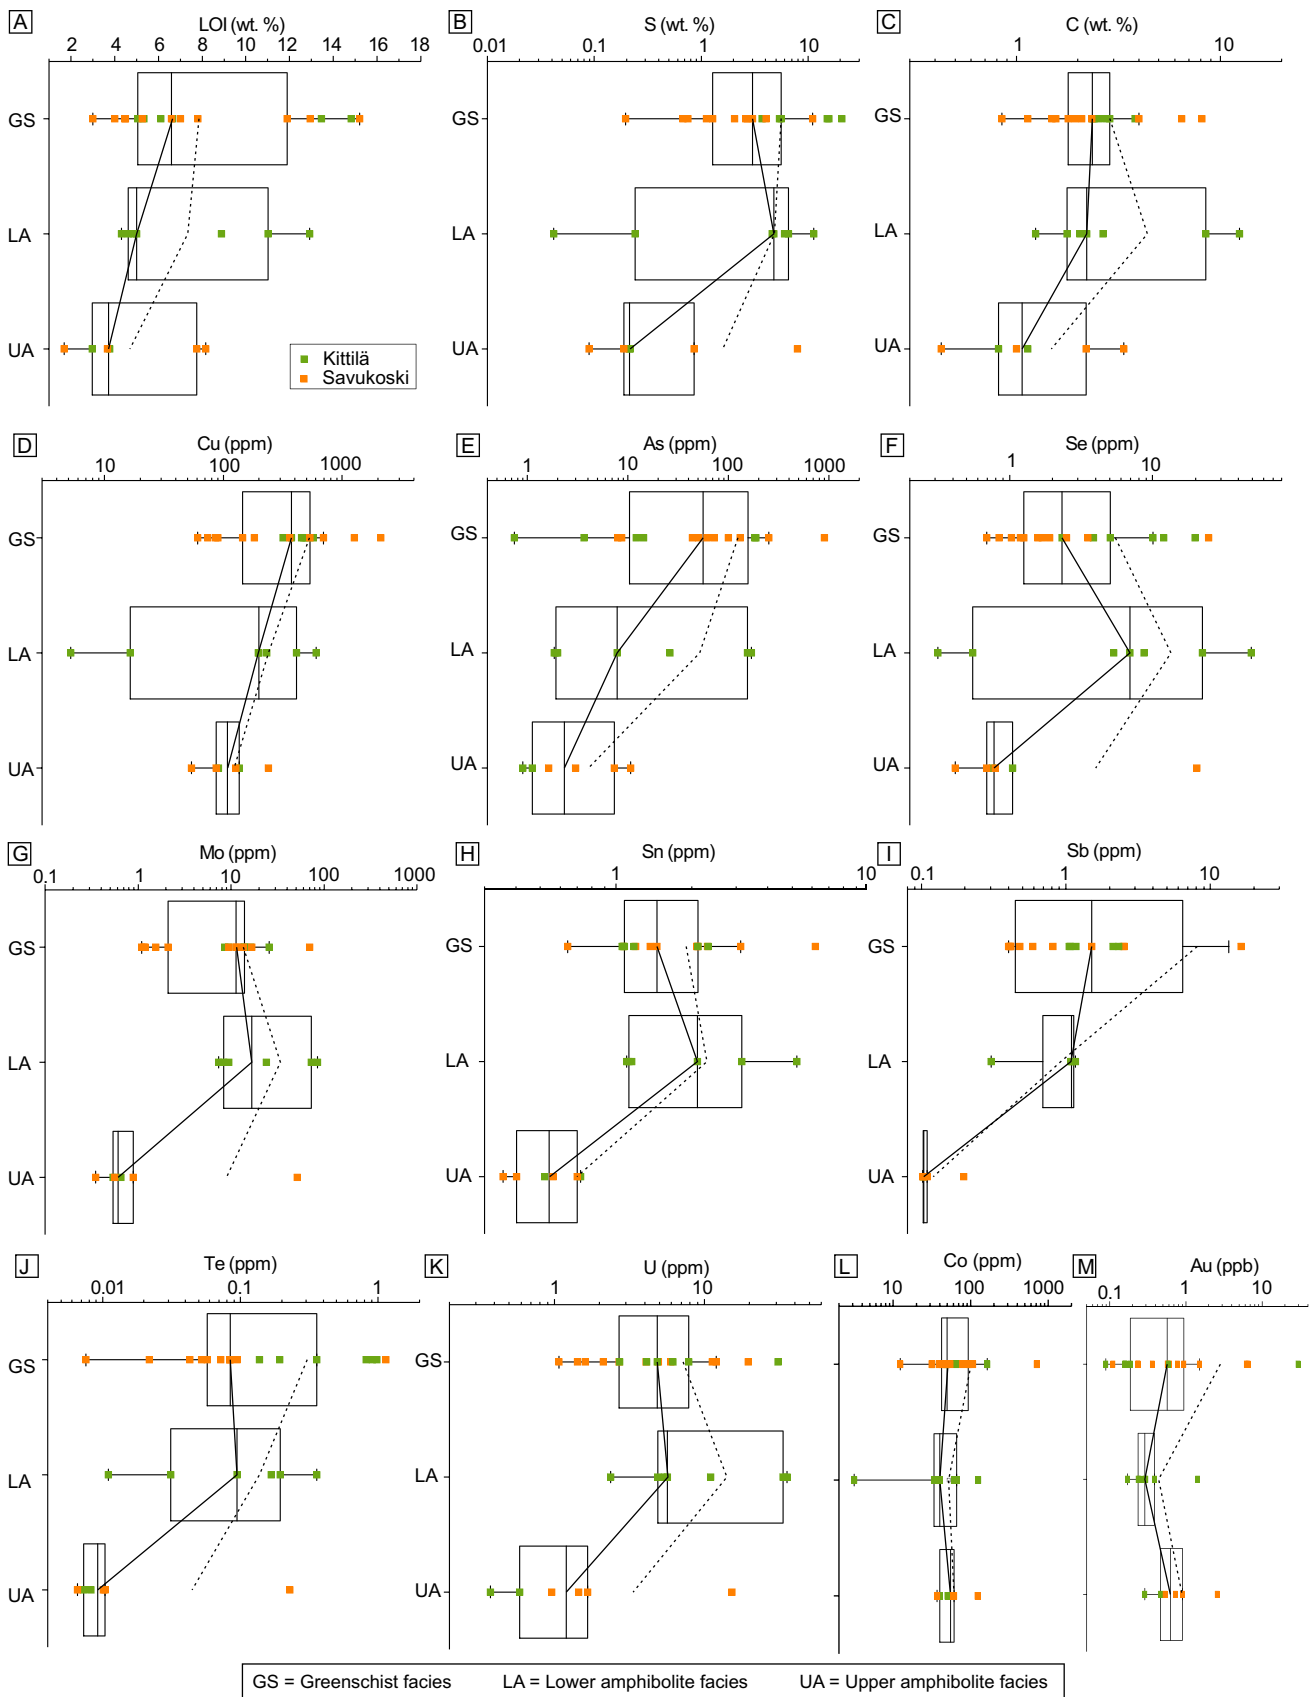 A LOI (wt. %) B S (wt. %) C C (wt. %)
2 4 6 8 10 12 14 16 18 0.01 0.1 1 10 1 10
GS GS GS
LA LA LA
UA UA UA
Kittilä
Savukoski
D Cu (ppm) E As (ppm) F Se (ppm)
10 100 1000 1 10 100 1000 1 10
GS GS GS
LA LA LA
UA UA UA
G Mo (ppm) H Sn (ppm) I Sb (ppm)
0.1 1 10 100 1000 1 10 0.1 1 10
GS GS GS
LA LA LA
UA UA UA
J Te (ppm) K U (ppm) L Co (ppm) M Au (ppb)
0.01 0.1 1 1 10 10 100 1000 0.1 1 10
GS GS
LA LA
UA UA
GS = Greenschist facies LA = Lower amphibolite facies UA = Upper amphibolite facies